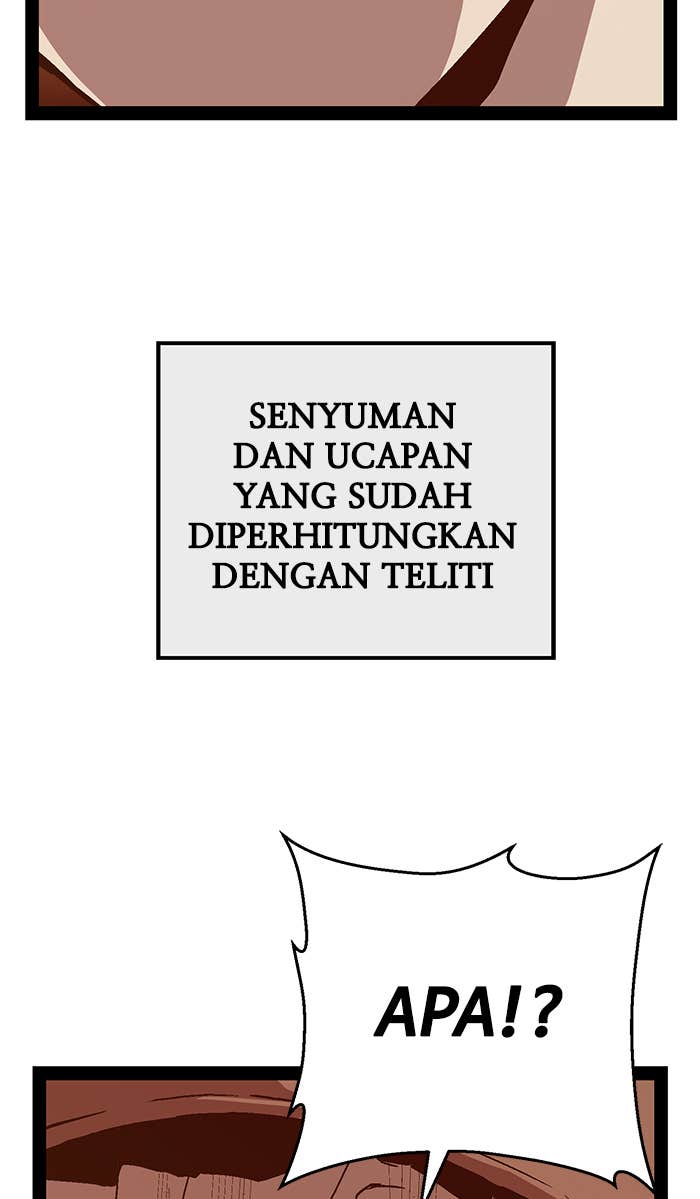 SENYUMAN
DAN UCAPAN
YANG SUDAH
DIPERHITUNGKAN
DENGAN TELITI
APA!?